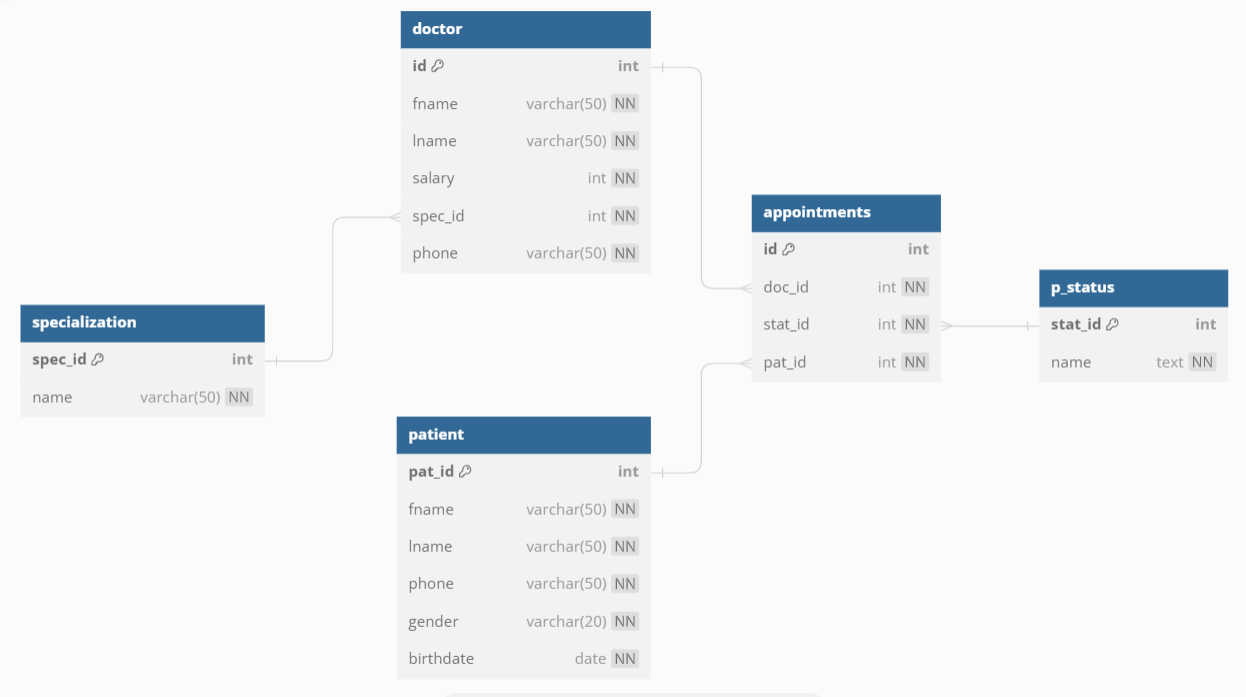 doctor
id int
fname varchar(50) NN
lname varchar(50) NN
salary int NN
spec_id int NN
phone varchar(50) NN
appointments
id int
doc_id int NN
stat_id int NN
pat_id int NN
p_status
stat_id int
name text NN
specialization
spec_id int
name varchar(50) NN
patient
pat_id int
fname varchar(50) NN
lname varchar(50) NN
phone varchar(50) NN
gender varchar(20) NN
birthdate date NN